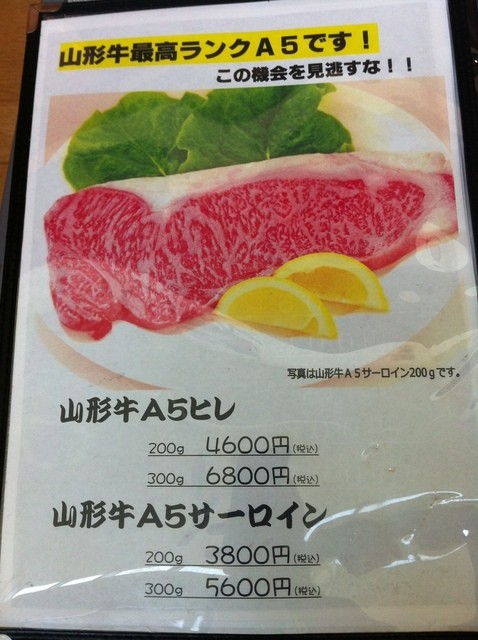 山形牛最高ランクA5です！
この機会を見逃すな！！
写真は山形牛A5サーロイン200gです。
山形牛A5ヒレ
200g 4600円(税込)
300g 6800円(税込)
山形牛A5サーロイン
200g 3800円(税込)
300g 5600円(税込)